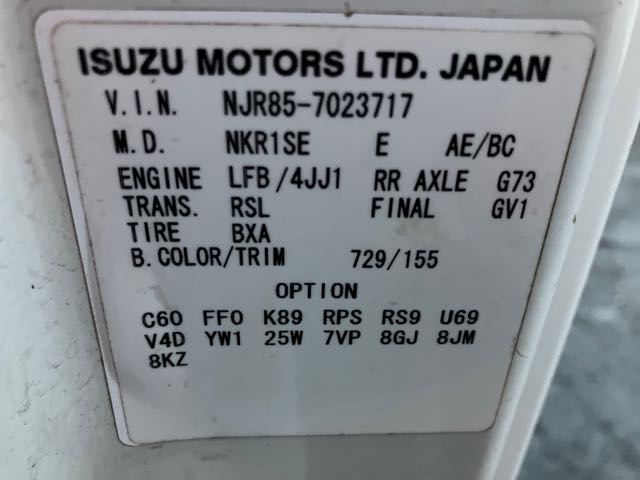 ISUZU MOTORS LTD. JAPAN
V.I.N. NJR85-7023717
M.D. NKR1SE E AE/BC
ENGINE LFB/4JJ1 RR AXLE G73
TRANS. RSL FINAL GV1
TIRE BXA
B.COLOR/TRIM 729/155
OPTION
C60 FF0 K89 RPS RS9 U69
V4D YW1 25W 7VP 8GJ 8JM
8KZ